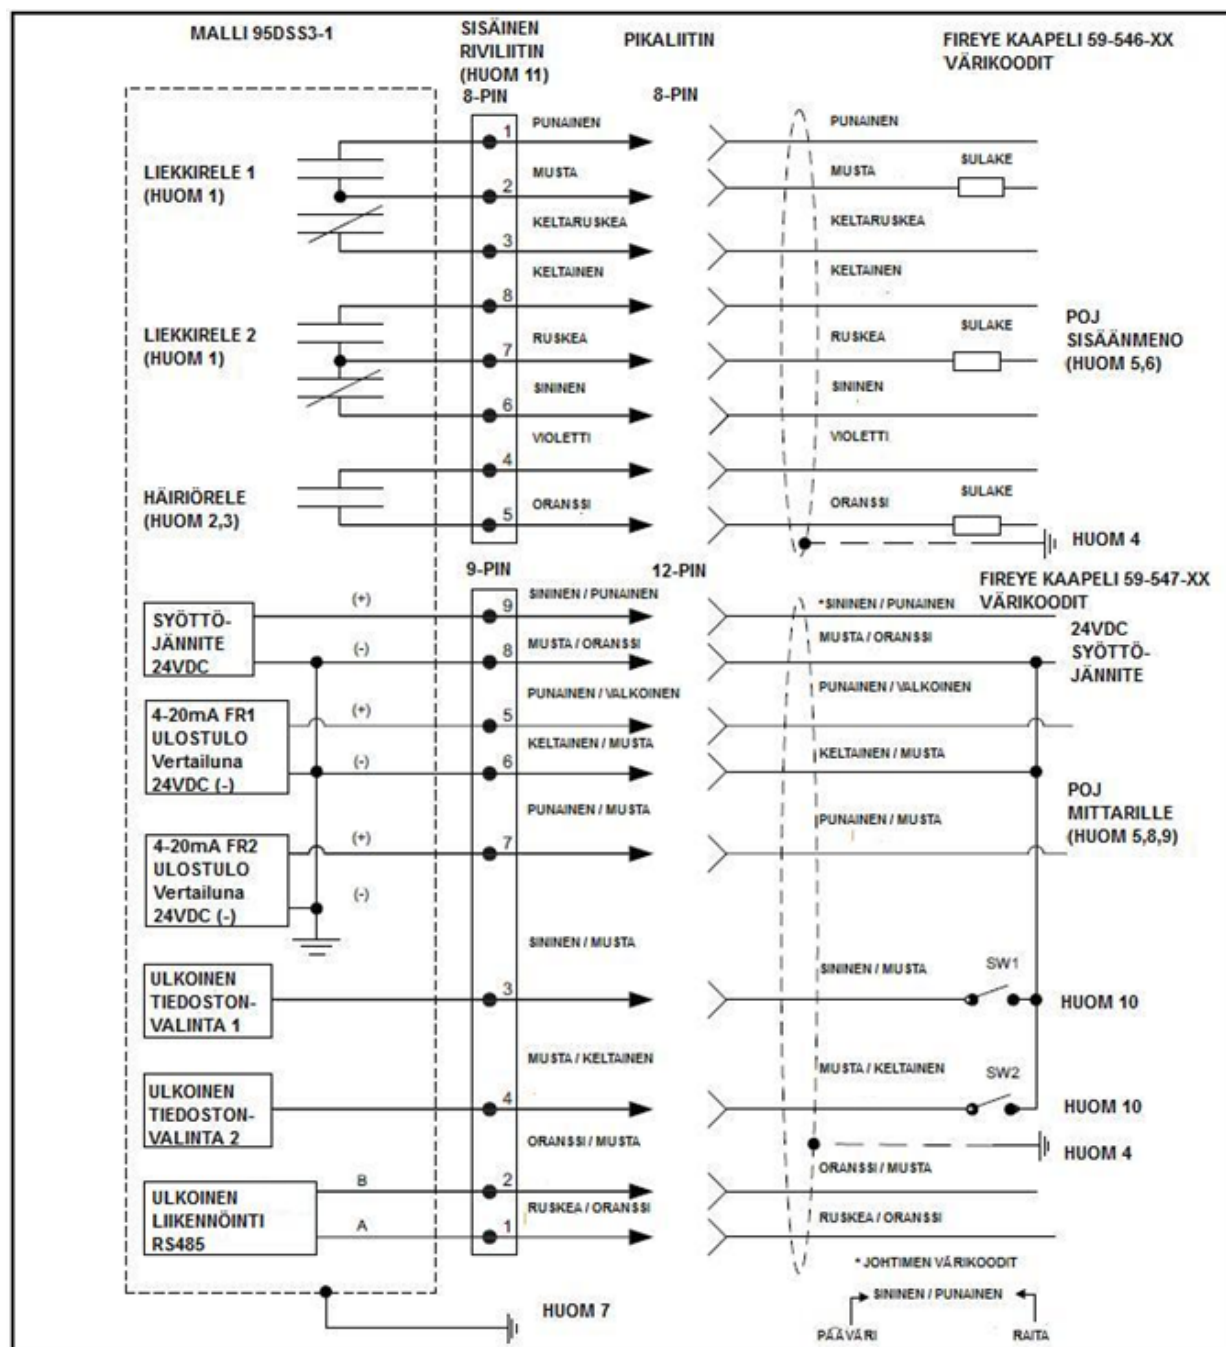 MALLI 95DSS3-1
SISÄINEN
RIVILIITIN
(HUOM 11)
8-PIN
PIKALIITIN
8-PIN
FIREYE KAAPELI 59-546-XX
VÄRIKOODIT
LIEKKIRELE 1
(HUOM 1)
1
PUNAINEN
PUNAINEN
2
MUSTA
MUSTA
SULAKE
3
KELTARUSKEA
KELTARUSKEA
LIEKKIRELE 2
(HUOM 1)
8
KELTAINEN
KELTAINEN
7
RUSKEA
RUSKEA
SULAKE
POJ
SISÄÄNMENO
(HUOM 5,6)
6
SININEN
SININEN
HÄIRIÖRELE
(HUOM 2,3)
4
VIOLETTI
VIOLETTI
5
ORANSSI
ORANSSI
SULAKE
HUOM 4
9-PIN
12-PIN
FIREYE KAAPELI 59-547-XX
VÄRIKOODIT
SYÖTTÖ-
JÄNNITE
24VDC
(+)
9
SININEN / PUNAINEN
*SININEN / PUNAINEN
(-)
8
MUSTA / ORANSSI
MUSTA / ORANSSI
24VDC
SYÖTTÖ-
JÄNNITE
4-20mA FR1
ULOSTULO
Vertailuna
24VDC (-)
(+)
5
PUNAINEN / VALKOINEN
PUNAINEN / VALKOINEN
(-)
6
KELTAINEN / MUSTA
KELTAINEN / MUSTA
POJ
MITTARILLE
(HUOM 5,8,9)
4-20mA FR2
ULOSTULO
Vertailuna
24VDC (-)
(+)
7
PUNAINEN / MUSTA
PUNAINEN / MUSTA
(-)
ULKOINEN
TIEDOSTON-
VALINTA 1
3
SININEN / MUSTA
SININEN / MUSTA
SW1
HUOM 10
ULKOINEN
TIEDOSTON-
VALINTA 2
4
MUSTA / KELTAINEN
MUSTA / KELTAINEN
SW2
HUOM 10
HUOM 4
ULKOINEN
LIIKENNÖINTI
RS485
B
2
ORANSSI / MUSTA
ORANSSI / MUSTA
A
1
RUSKEA / ORANSSI
RUSKEA / ORANSSI
HUOM 7
* JOHTIMEN VÄRIKOODIT
SININEN / PUNAINEN
PÄÄVÄRI
RAITA